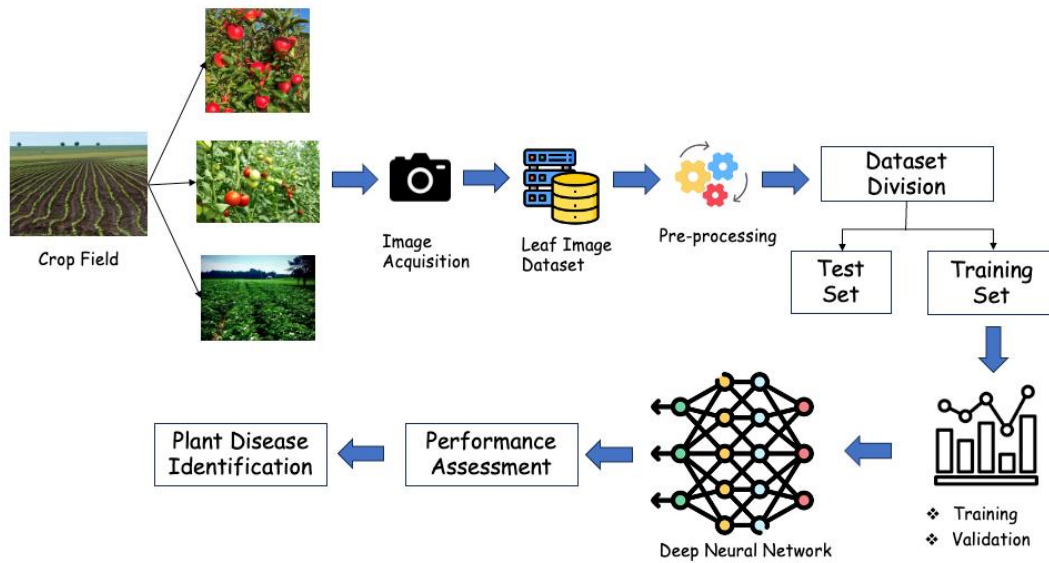 Crop Field
Image
Acquisition
Leaf Image
Dataset
Pre-processing
Dataset
Division
Test
Set
Training
Set
❖ Training
❖ Validation
Deep Neural Network
Performance
Assessment
Plant Disease
Identification